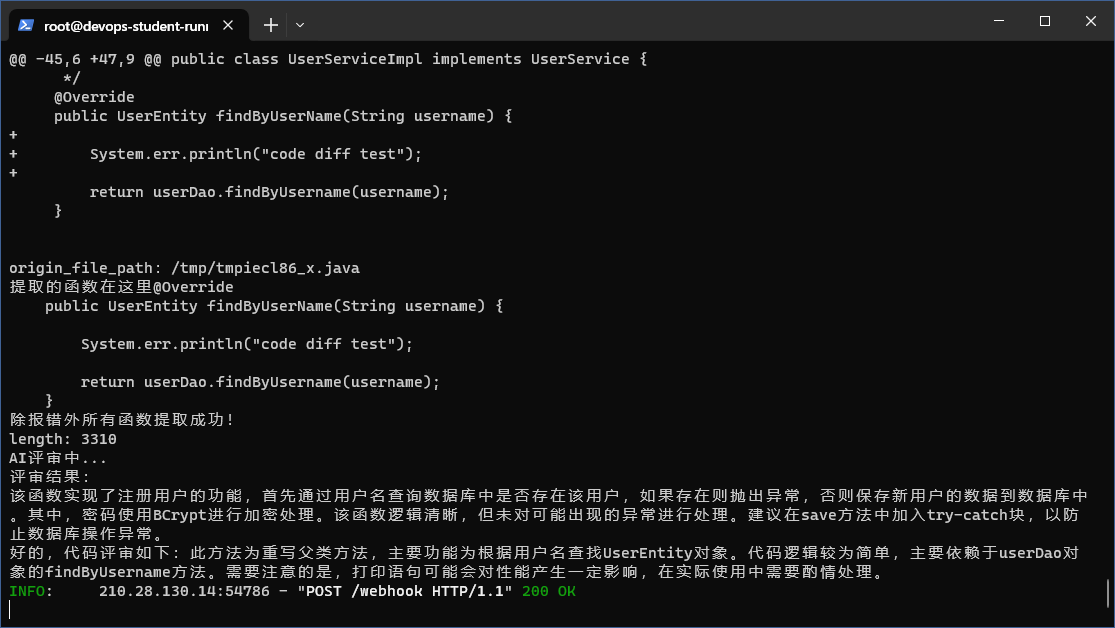 root@devops-student-runn
@@ -45,6 +47,9 @@ public class UserServiceImpl implements UserService {
      */
     @Override
     public UserEntity findByUserName(String username) {
+
+        System.err.println("code diff test");
+
         return userDao.findByUsername(username);
     }
origin_file_path: /tmp/tmpiecl86_x.java
提取的函数在这里@Override
    public UserEntity findByUserName(String username) {
        System.err.println("code diff test");
        return userDao.findByUsername(username);
    }
除报错外所有函数提取成功!
length: 3310
AI评审中...
评审结果:
该函数实现了注册用户的功能，首先通过用户名查询数据库中是否存在该用户，如果存在则抛出异常，否则保存新用户的数据到数据库中
。其中，密码使用BCrypt进行加密处理。该函数逻辑清晰，但未对可能出现的异常进行处理。建议在save方法中加入try-catch块，以防
止数据库操作异常。
好的，代码评审如下：此方法为重写父类方法，主要功能为根据用户名查找UserEntity对象。代码逻辑较为简单，主要依赖于userDao对
象的findByUsername方法。需要注意的是，打印语句可能会对性能产生一定影响，在实际使用中需要酌情处理。
INFO:     210.28.130.14:54786 - "POST /webhook HTTP/1.1" 200 OK